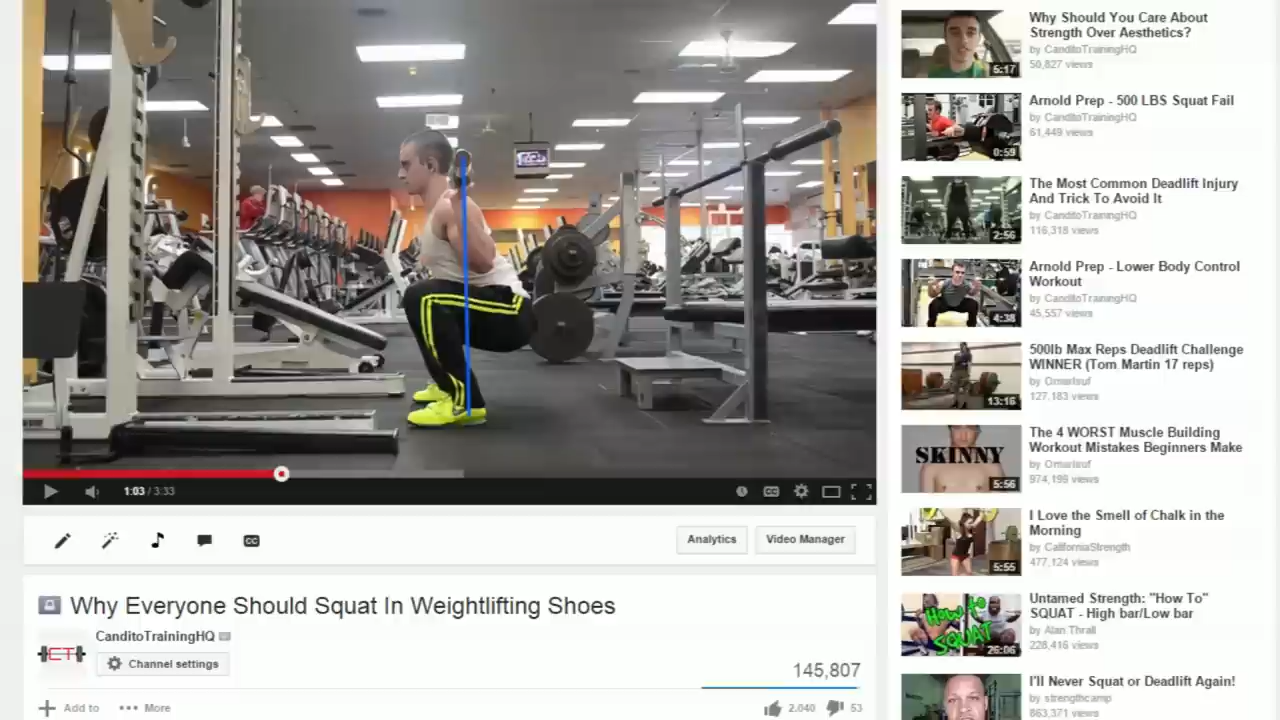 1:03 / 3:33
CC
CC
Analytics
Video Manager
Why Everyone Should Squat In Weightlifting Shoes
CanditoTrainingHQ
CT
Channel settings
145,807
Add to
More
2,040
53
5:17
Why Should You Care About
Strength Over Aesthetics?
by CanditoTrainingHQ
50,827 views
0:59
Arnold Prep - 500 LBS Squat Fail
by CanditoTrainingHQ
61,449 views
2:56
The Most Common Deadlift Injury
And Trick To Avoid It
by CanditoTrainingHQ
116,318 views
4:38
Arnold Prep - Lower Body Control
Workout
by CanditoTrainingHQ
45,557 views
13:16
500lb Max Reps Deadlift Challenge
WINNER (Tom Martin 17 reps)
by OmarIsuf
127,183 views
SKINNY
5:56
The 4 WORST Muscle Building
Workout Mistakes Beginners Make
by OmarIsuf
974,199 views
5:55
I Love the Smell of Chalk in the
Morning
by CaliforniaStrength
477,124 views
How to
SQUAT
25:06
Untamed Strength: "How To"
SQUAT - High bar/Low bar
by Alan Thrall
228,416 views
I'll Never Squat or Deadlift Again!
by strengthcamp
863,371 views